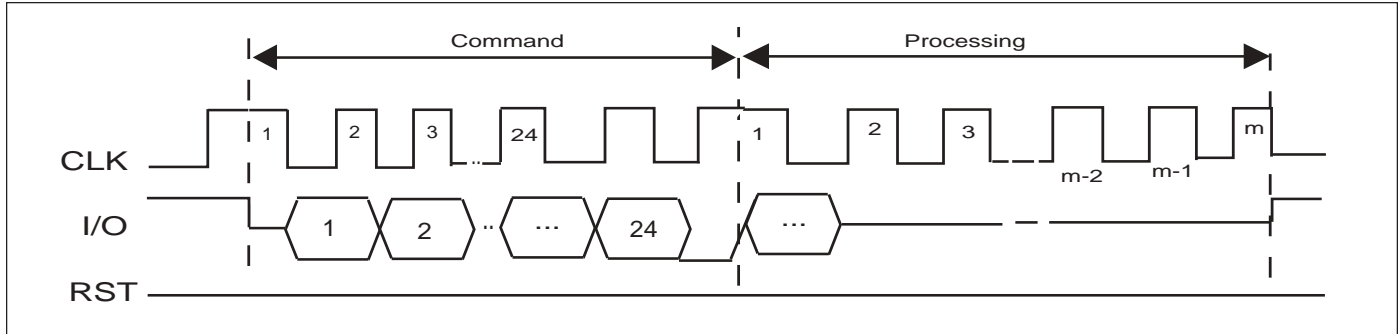 Command Processing
CLK 1 2 3 .. 24 1 2 3 m-2 m-1 m
I/O 1 2 .. ... 24 ...
RST